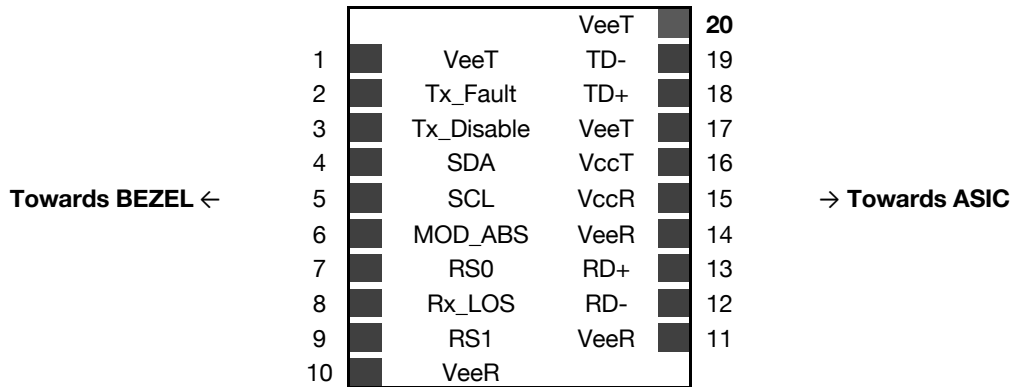 VeeT 20
1 VeeT TD- 19
2 Tx_Fault TD+ 18
3 Tx_Disable VeeT 17
4 SDA VccT 16
Towards BEZEL ← 5 SCL VccR 15 → Towards ASIC
6 MOD_ABS VeeR 14
7 RS0 RD+ 13
8 Rx_LOS RD- 12
9 RS1 VeeR 11
10 VeeR